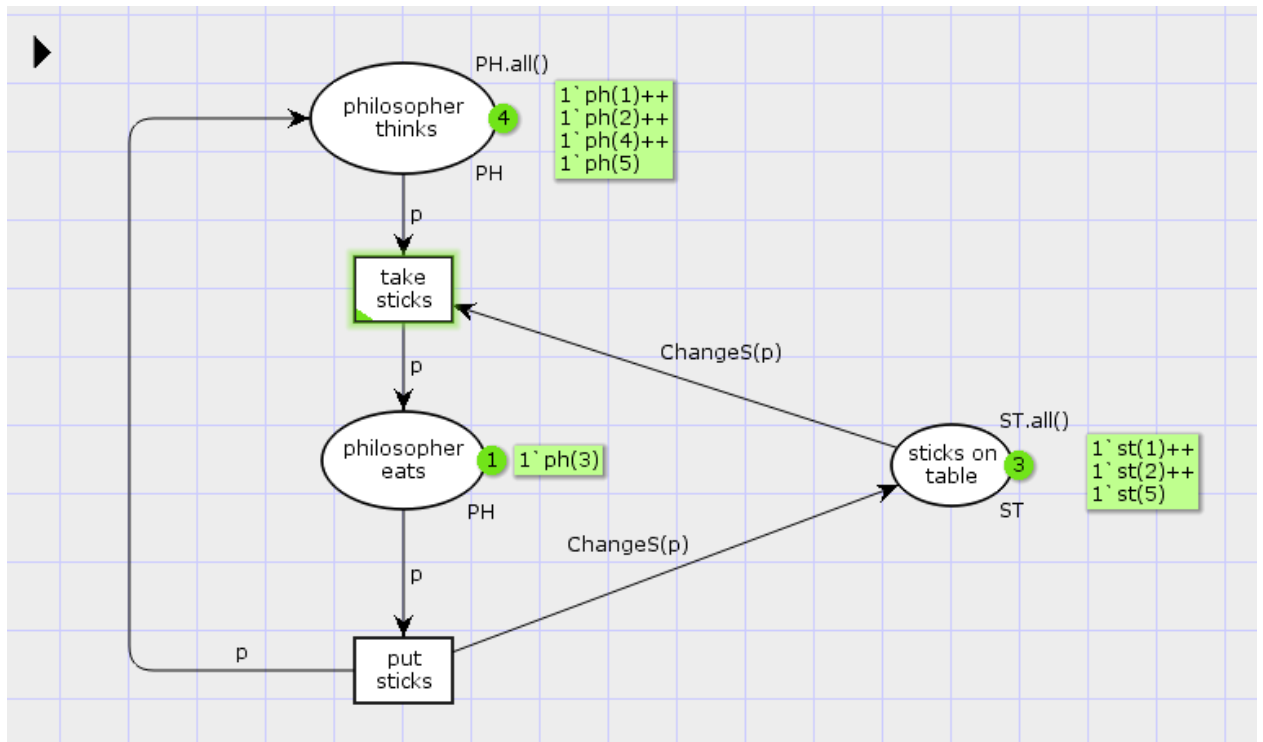 PH.all()
philosopher
thinks
4
1`ph(1)++
1`ph(2)++
1`ph(4)++
1`ph(5)
PH
p
take
sticks
ChangeS(p)
p
philosopher
eats
1
1`ph(3)
PH
ST.all()
sticks on
table
3
1`st(1)++
1`st(2)++
1`st(5)
ST
ChangeS(p)
p
p
put
sticks